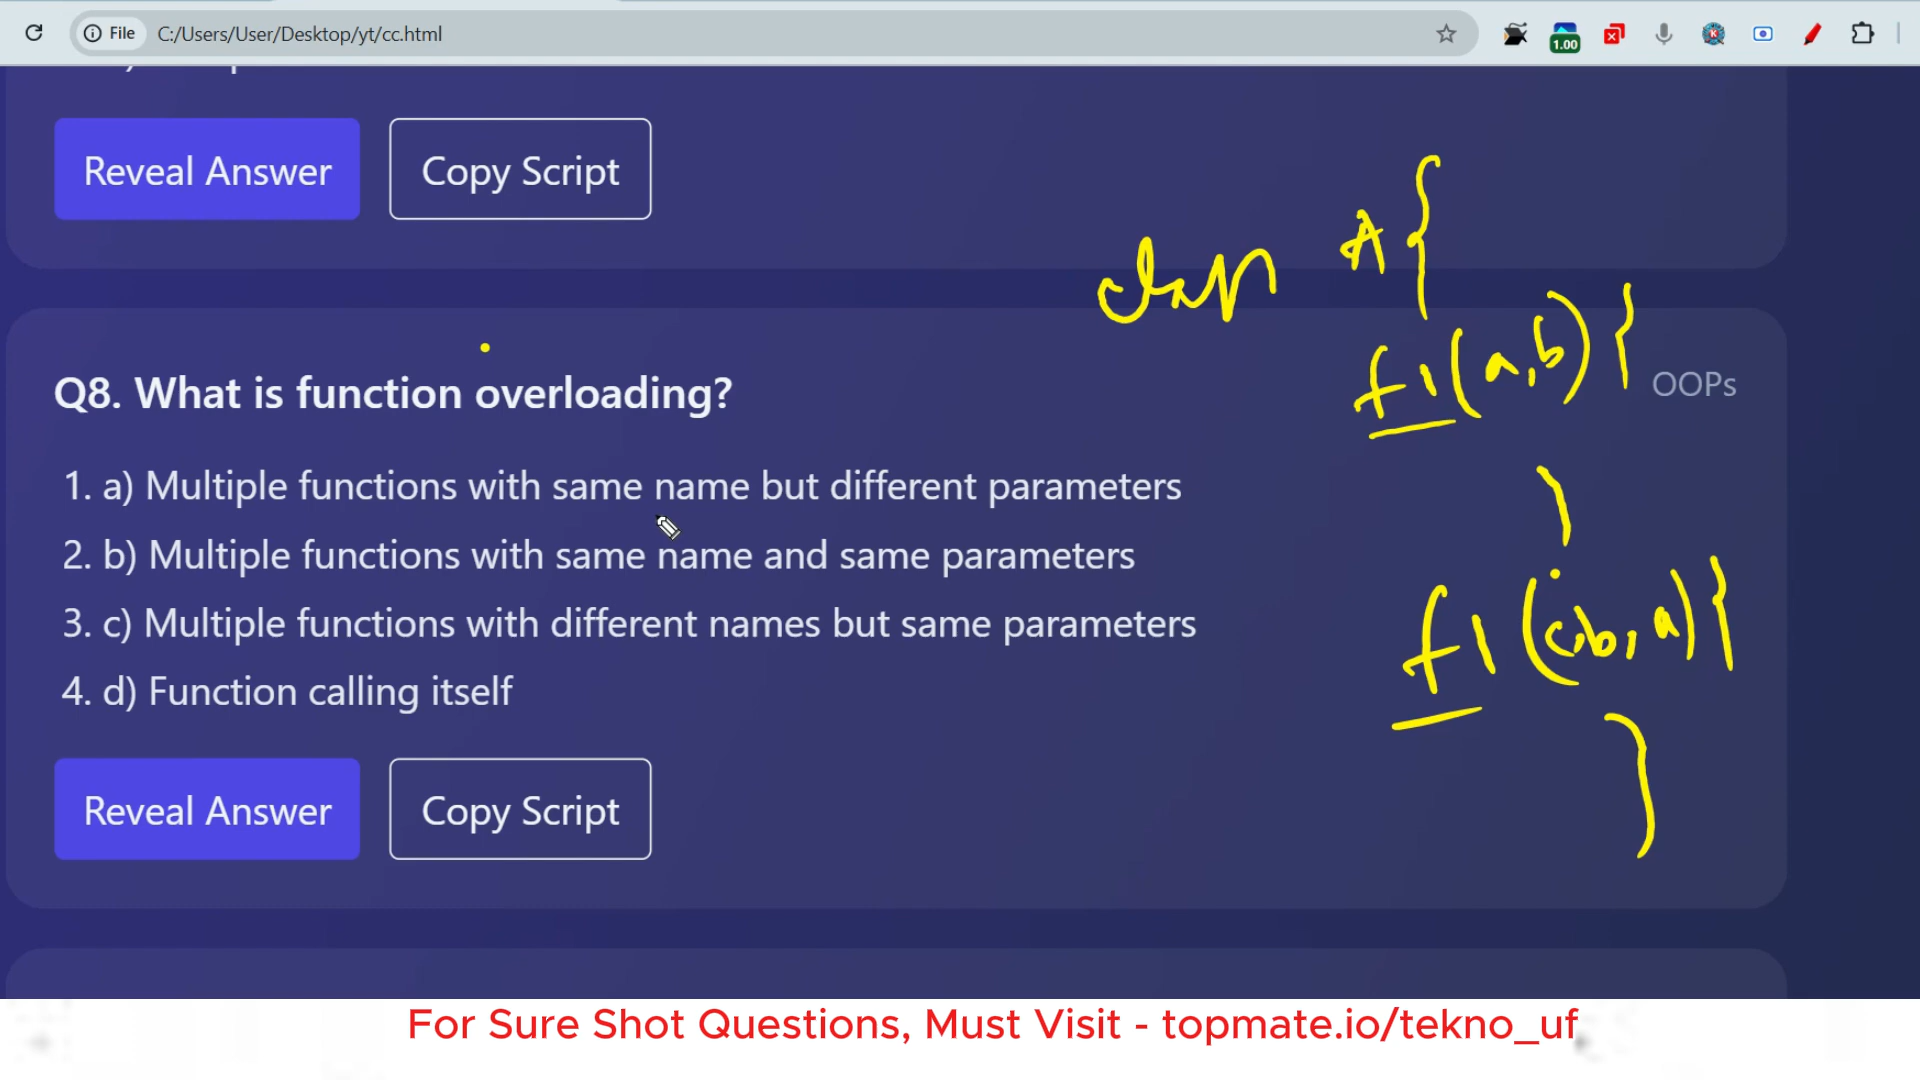 File C:/Users/User/Desktop/yt/cc.html
1.00
Reveal Answer Copy Script
class A{
f1(a,b)}
Q8. What is function overloading?
OOPs
1. a) Multiple functions with same name but different parameters
2. b) Multiple functions with same name and same parameters
3. c) Multiple functions with different names but same parameters
f1(c,b,a)}
4. d) Function calling itself
}
Reveal Answer Copy Script
For Sure Shot Questions, Must Visit - topmate.io/tekno_uf